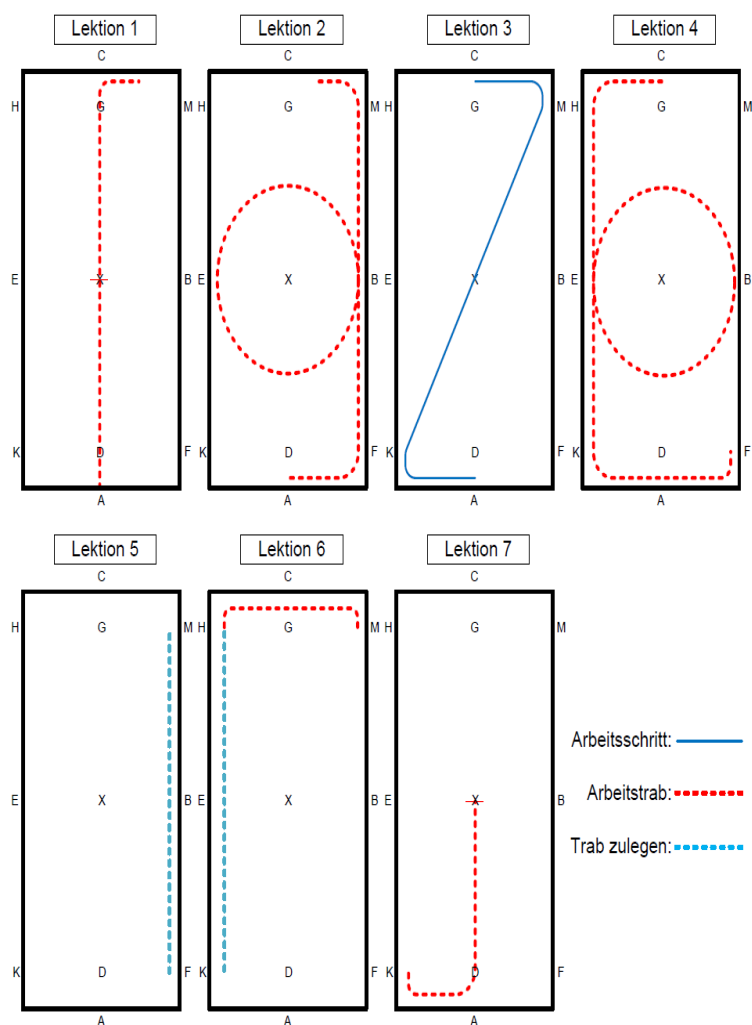 Lektion 1 Lektion 2 Lektion 3 Lektion 4
C C C C
H G M H G M H G M H G M
E X B E X B E X B E X B
K D F K D F K D F K D F
A A A A
Lektion 5 Lektion 6 Lektion 7
C C C
H G M H G M H G M
Arbeitsschritt:
E X B E X B E X B
Arbeitstrab:
Trab zulegen:
K D F K D F K D F
A A A